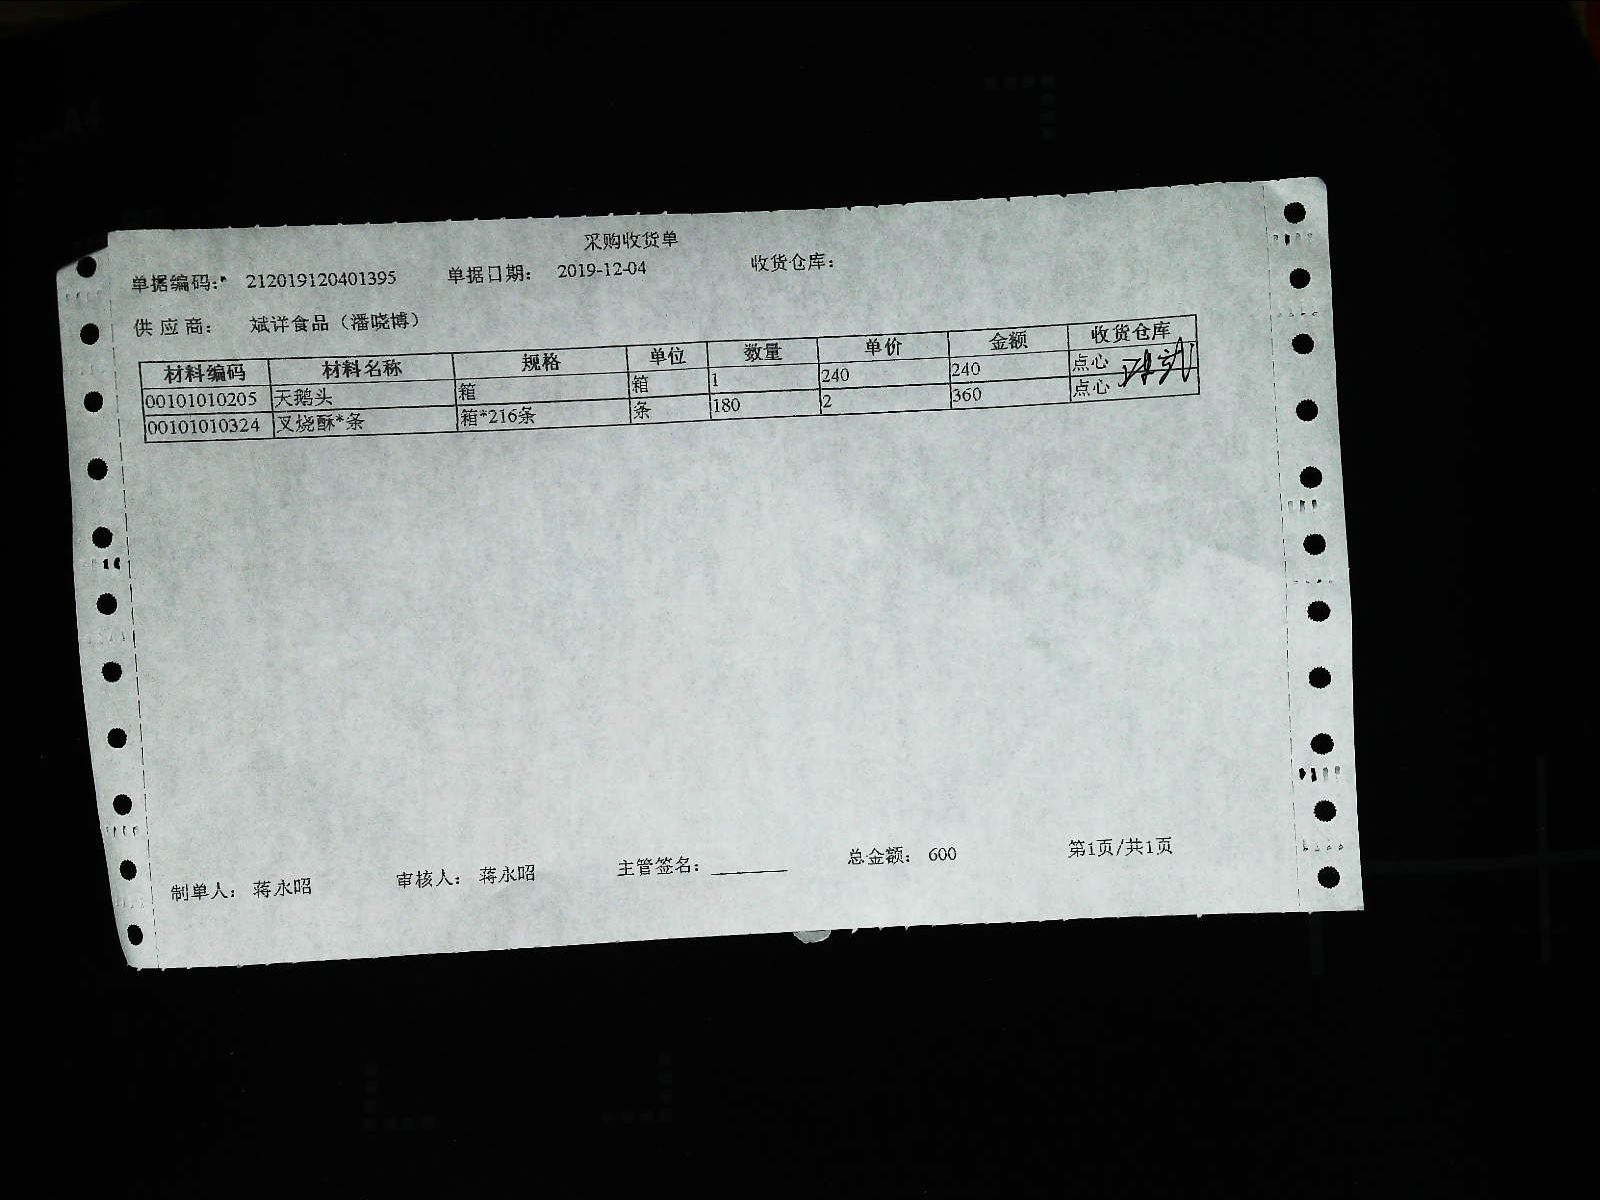 采购收货单
单据编码: 212019120401395 单据日期: 2019-12-04 收货仓库:
供应商: 斌详食品（潘晓博）
材料编码 材料名称 规格 单位 数量 单价 金额 收货仓库
00101010205 天鹅头 箱 箱 1 240 240 点心
00101010324 叉烧酥*条 箱*216条 条 180 2 360 点心
制单人: 蒋永昭 审核人: 蒋永昭 主管签名: 总金额: 600 第1页/共1页